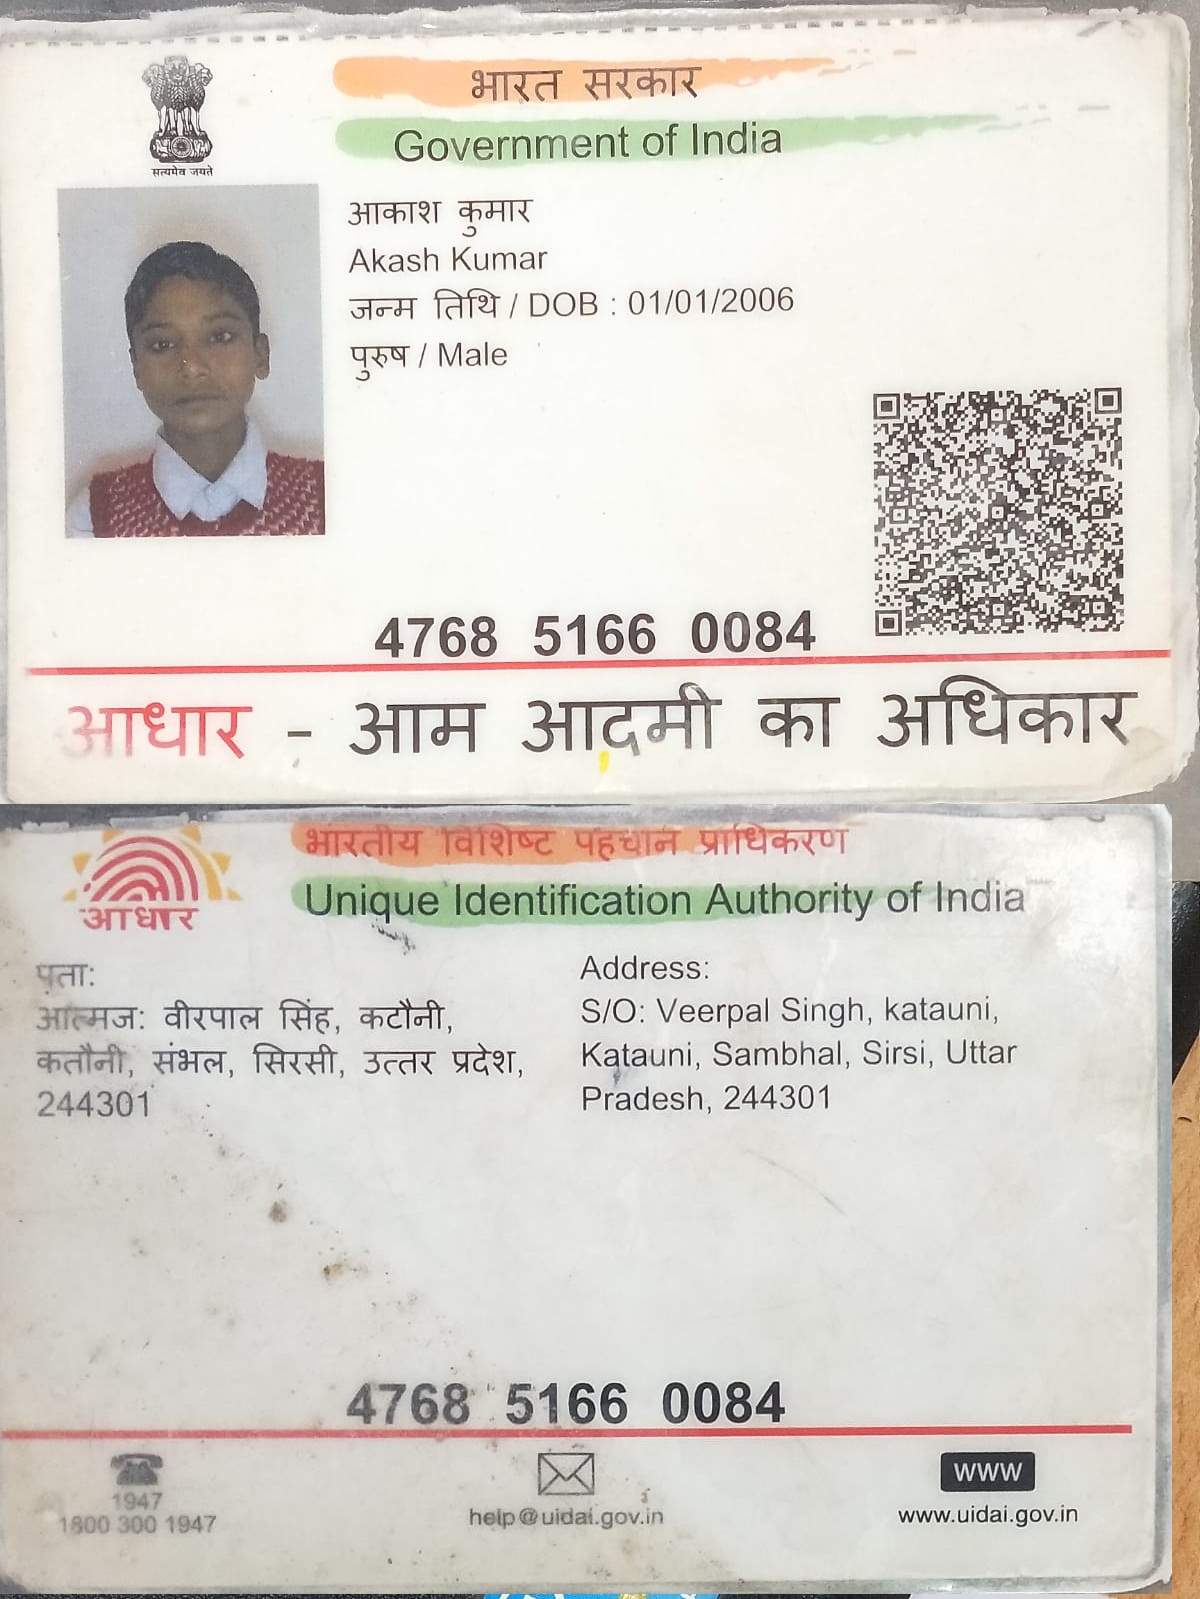 भारत सरकार
Government of India
सत्यमेव जयते
आकाश कुमार
Akash Kumar
जन्म तिथि / DOB : 01/01/2006
पुरुष / Male
4768 5166 0084
आधार - आम आदमी का अधिकार
भारतीय विशिष्ट पहचान प्राधिकरण
Unique Identification Authority of India
आधार
पता:
आत्मज: वीरपाल सिंह, कटौनी,
कतौनी, संभल, सिरसी, उत्तर प्रदेश,
244301
Address:
S/O: Veerpal Singh, katauni,
Katauni, Sambhal, Sirsi, Uttar
Pradesh, 244301
4768 5166 0084
1947
1800 300 1947
help@uidai.gov.in
www
www.uidai.gov.in